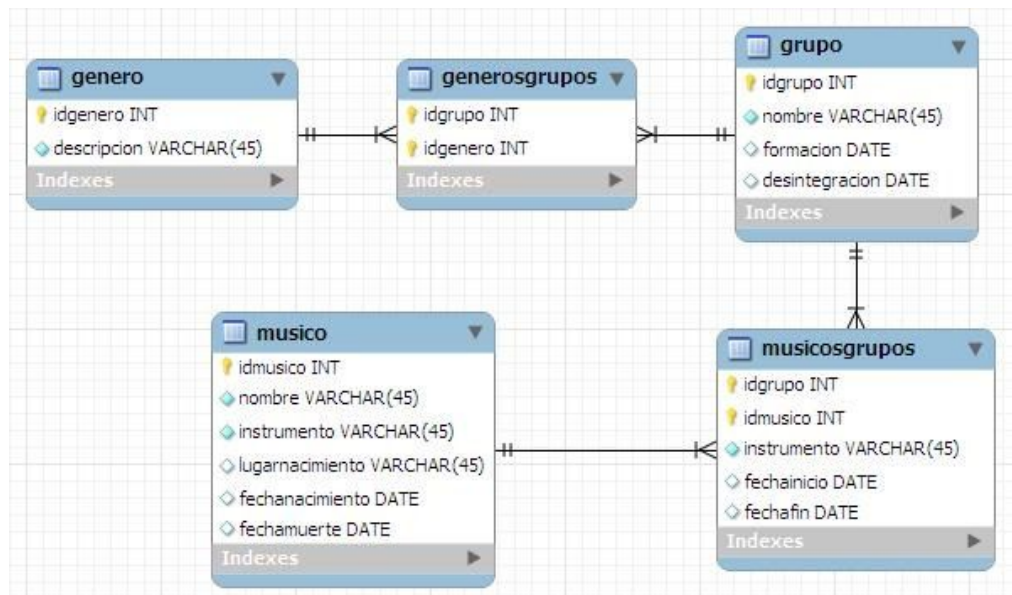 genero
idgenero INT
descripcion VARCHAR(45)
Indexes
generosgrupos
idgrupo INT
idgenero INT
Indexes
grupo
idgrupo INT
nombre VARCHAR(45)
formacion DATE
desintegracion DATE
Indexes
musico
idmusico INT
nombre VARCHAR(45)
instrumento VARCHAR(45)
lugarnacimiento VARCHAR(45)
fechanacimiento DATE
fechamuerte DATE
Indexes
musicosgrupos
idgrupo INT
idmusico INT
instrumento VARCHAR(45)
fechainicio DATE
fechafin DATE
Indexes